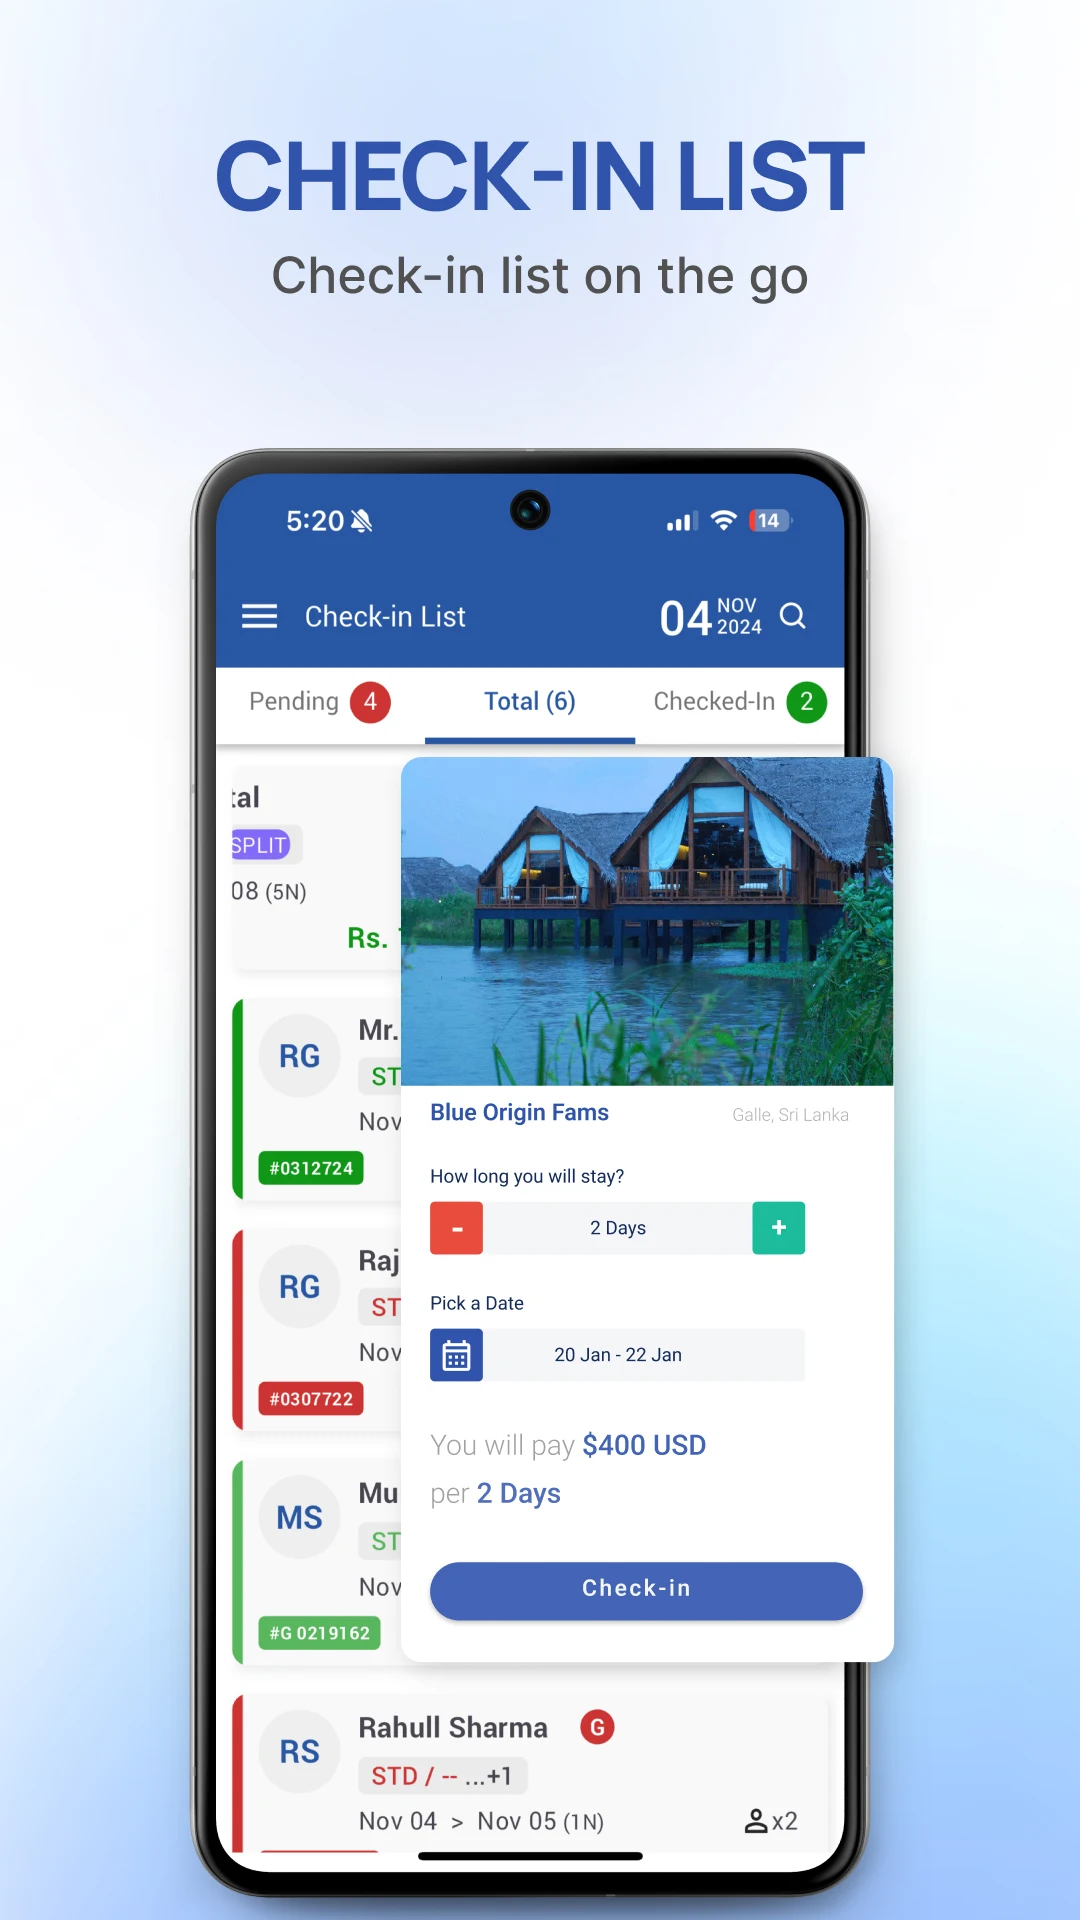 CHECK-IN LIST
Check-in list on the go
5:20
14
Check-in List
04 NOV 2024
Pending 4
Total (6)
Checked-In 2
SPLIT
08 (5N)
Rs.
RG
Mr.
Nov
#0312724
RG
Raj
Nov
#0307722
MS
Mu
Nov
#G 0219162
Blue Origin Fams
Galle, Sri Lanka
How long you will stay?
- 2 Days +
Pick a Date
20 Jan - 22 Jan
You will pay $400 USD
per 2 Days
Check-in
RS
Rahull Sharma G
STD / -- ...+1
Nov 04 > Nov 05 (1N)
x2